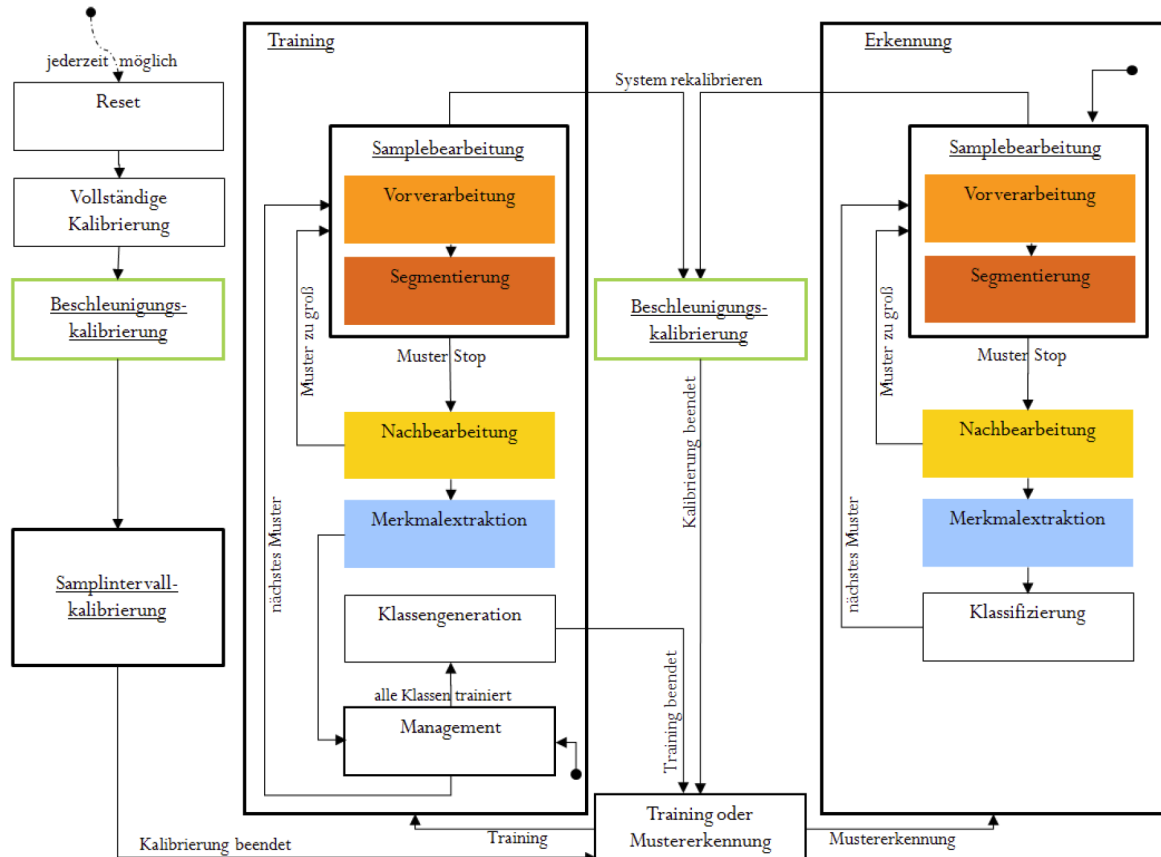 jederzeit möglich
Reset
Vollständige
Kalibrierung
Beschleunigungs-
kalibrierung
Samplintervall-
kalibrierung
Kalibrierung beendet
Training
Samplebearbeitung
Vorverarbeitung
Segmentierung
Muster zu groß
Muster Stop
Nachbearbeitung
Merkmalextraktion
nächstes Muster
Klassengeneration
alle Klassen trainiert
Management
Training
System rekalibrieren
Beschleunigungs-
kalibrierung
Kalibrierung beendet
Training beendet
Training oder
Mustererkennung
Mustererkennung
Erkennung
Samplebearbeitung
Vorverarbeitung
Segmentierung
Muster zu groß
Muster Stop
Nachbearbeitung
Merkmalextraktion
nächstes Muster
Klassifizierung